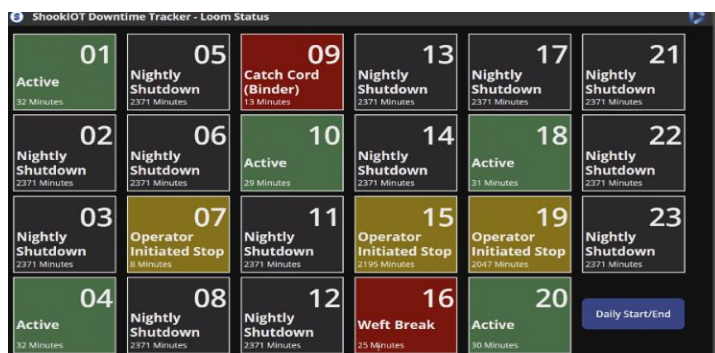 ShookIOT Downtime Tracker - Loom Status
01
Active
32 Minutes
05
Nightly
Shutdown
2371 Minutes
09
Catch Cord
(Binder)
13 Minutes
13
Nightly
Shutdown
2371 Minutes
17
Nightly
Shutdown
2371 Minutes
21
Nightly
Shutdown
2371 Minutes
02
Nightly
Shutdown
2371 Minutes
06
Nightly
Shutdown
2371 Minutes
10
Active
29 Minutes
14
Nightly
Shutdown
2371 Minutes
18
Active
31 Minutes
22
Nightly
Shutdown
2371 Minutes
03
Nightly
Shutdown
2371 Minutes
07
Operator
Initiated Stop
8 Minutes
11
Nightly
Shutdown
2371 Minutes
15
Operator
Initiated Stop
2195 Minutes
19
Operator
Initiated Stop
2047 Minutes
23
Nightly
Shutdown
2371 Minutes
04
Active
32 Minutes
08
Nightly
Shutdown
2371 Minutes
12
Nightly
Shutdown
2371 Minutes
16
Weft Break
25 Minutes
20
Active
30 Minutes
Daily Start/End